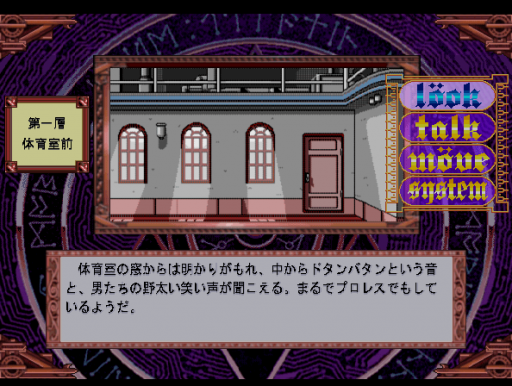 第一層
体育室前
löok
talk
möve
system
体育室の窓からは明かりがもれ、中からドタンバタンという音
と、男たちの野太い笑い声が聞こえる。まるでプロレスでもして
いるようだ。